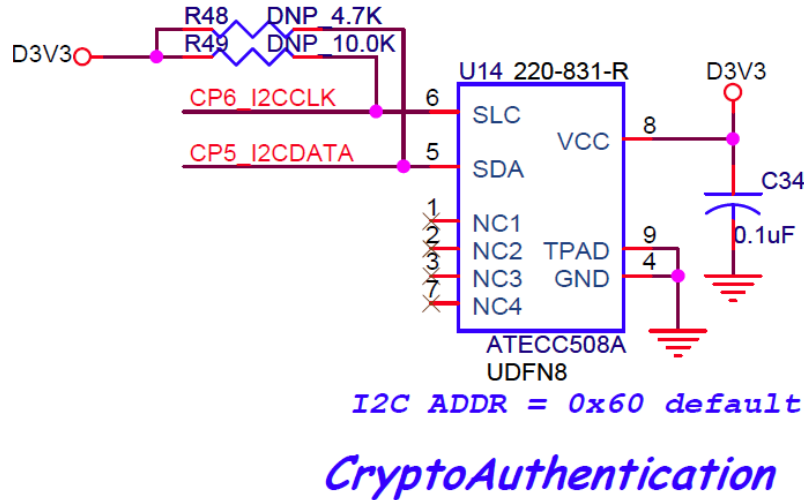 R48 DNP_4.7K
R49 DNP_10.0K
D3V3
U14 220-831-R
D3V3
CP6_I2CCLK
6
SLC
VCC
8
CP5_I2CDATA
5
SDA
C34
0.1uF
1
NC1
2
NC2
TPAD
9
3
NC3
GND
4
7
NC4
ATECC508A
UDFN8
I2C ADDR = 0x60 default
CryptoAuthentication